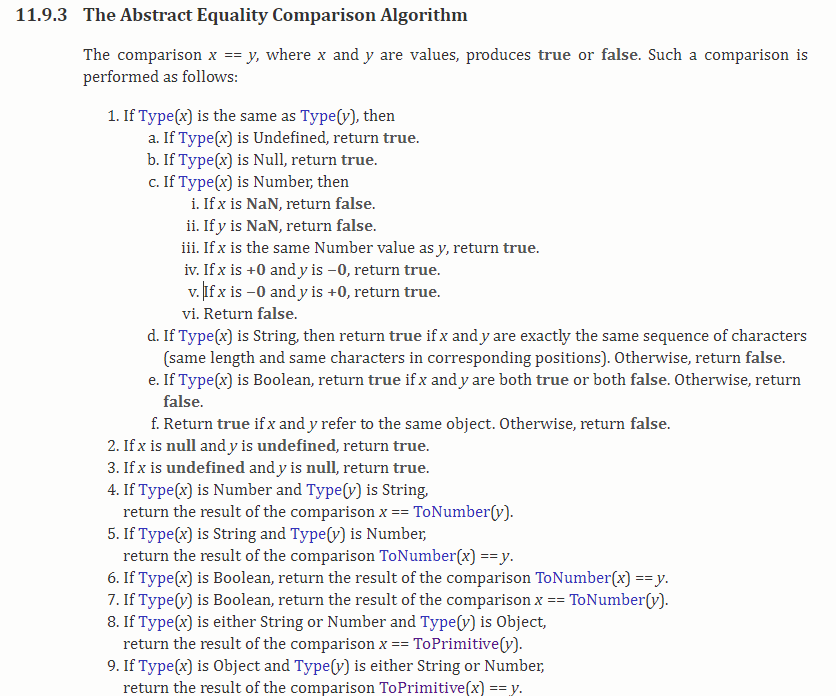 11.9.3 The Abstract Equality Comparison Algorithm
The comparison x == y, where x and y are values, produces true or false. Such a comparison is
performed as follows:
1. If Type(x) is the same as Type(y), then
a. If Type(x) is Undefined, return true.
b. If Type(x) is Null, return true.
c. If Type(x) is Number, then
i. If x is NaN, return false.
ii. If y is NaN, return false.
iii. If x is the same Number value as y, return true.
iv. If x is +0 and y is −0, return true.
v. If x is −0 and y is +0, return true.
vi. Return false.
d. If Type(x) is String, then return true if x and y are exactly the same sequence of characters
(same length and same characters in corresponding positions). Otherwise, return false.
e. If Type(x) is Boolean, return true if x and y are both true or both false. Otherwise, return
false.
f. Return true if x and y refer to the same object. Otherwise, return false.
2. If x is null and y is undefined, return true.
3. If x is undefined and y is null, return true.
4. If Type(x) is Number and Type(y) is String,
return the result of the comparison x == ToNumber(y).
5. If Type(x) is String and Type(y) is Number,
return the result of the comparison ToNumber(x) == y.
6. If Type(x) is Boolean, return the result of the comparison ToNumber(x) == y.
7. If Type(y) is Boolean, return the result of the comparison x == ToNumber(y).
8. If Type(x) is either String or Number and Type(y) is Object,
return the result of the comparison x == ToPrimitive(y).
9. If Type(x) is Object and Type(y) is either String or Number,
return the result of the comparison ToPrimitive(x) == y.